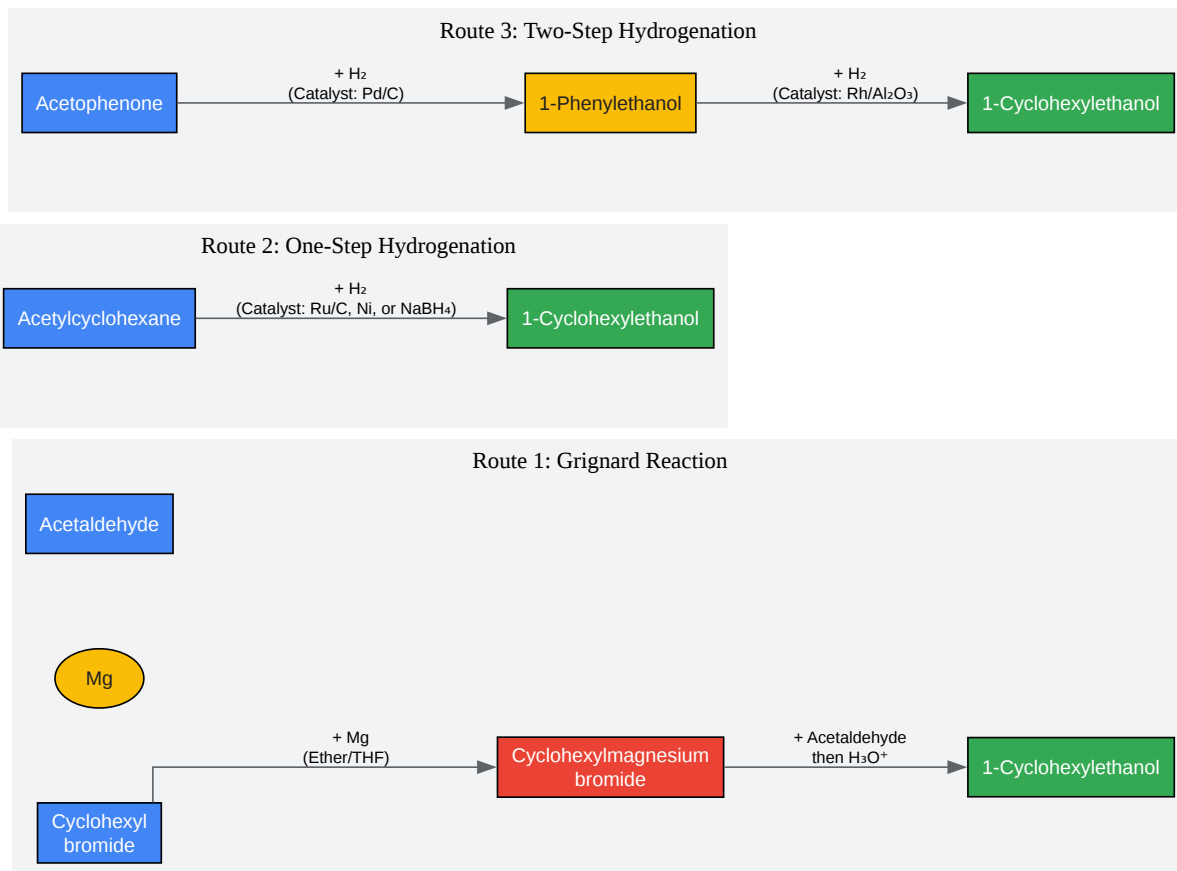 Route 3: Two-Step Hydrogenation
Acetophenone
+ H₂
(Catalyst: Pd/C)
1-Phenylethanol
+ H₂
(Catalyst: Rh/Al₂O₃)
1-Cyclohexylethanol
Route 2: One-Step Hydrogenation
Acetylcyclohexane
+ H₂
(Catalyst: Ru/C, Ni, or NaBH₄)
1-Cyclohexylethanol
Route 1: Grignard Reaction
Acetaldehyde
Mg
Cyclohexyl
bromide
+ Mg
(Ether/THF)
Cyclohexylmagnesium
bromide
+ Acetaldehyde
then H₃O⁺
1-Cyclohexylethanol